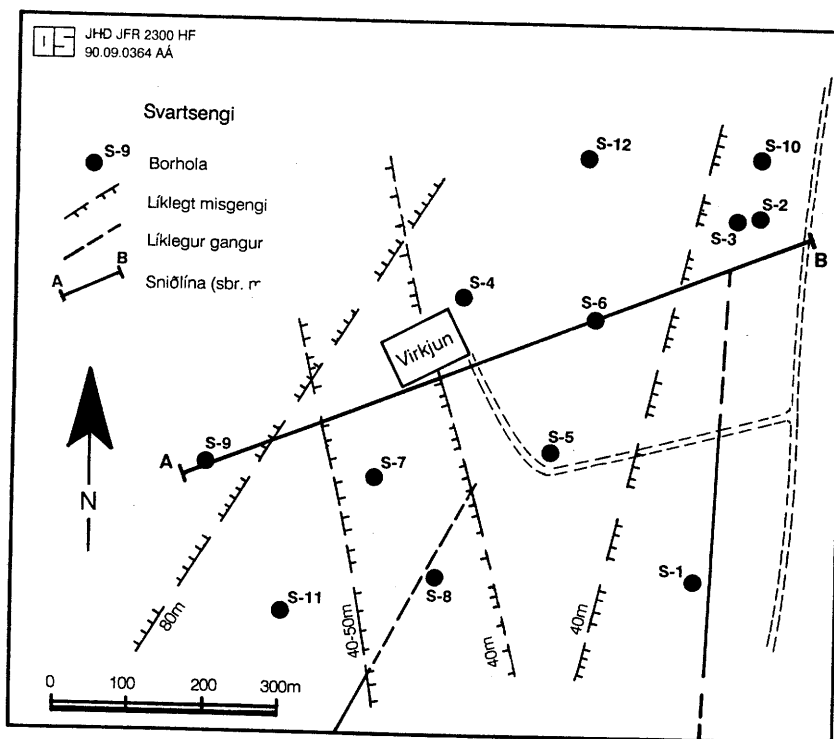 OS JHD JFR 2300 HF
90.09.0364 AÁ
Svartsengi
S-9
Borhola
Líklegt misgengi
Líklegur gangur
A B
Sniðlína (sbr.
N
S-12
S-10
S-3
S-2
B
S-4
S-6
Virkjun
A
S-9
S-7
S-5
S-11
S-8
S-1
80m
40-50m
40m
40m
0 100 200 300m